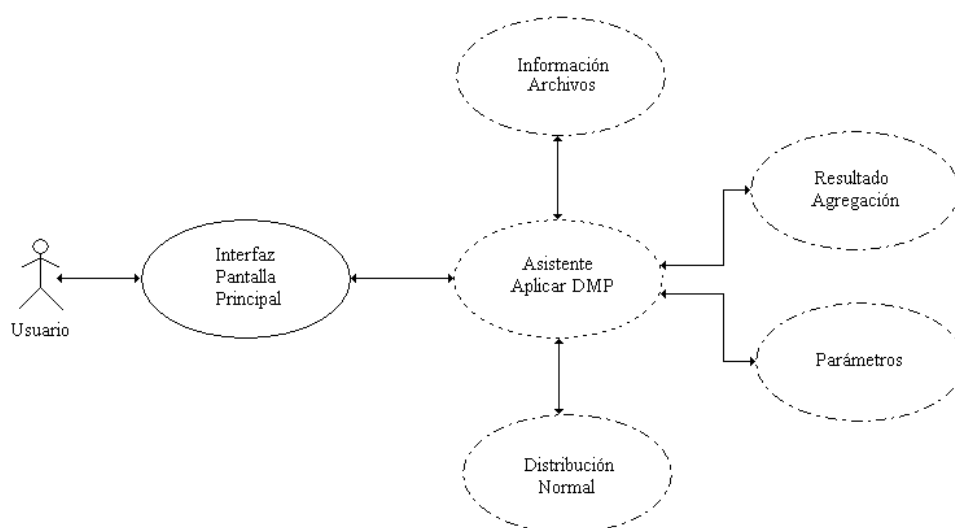 Información
Archivos
Resultado
Agregación
Interfaz
Pantalla
Principal
Asistente
Aplicar DMP
Usuario
Parámetros
Distribución
Normal